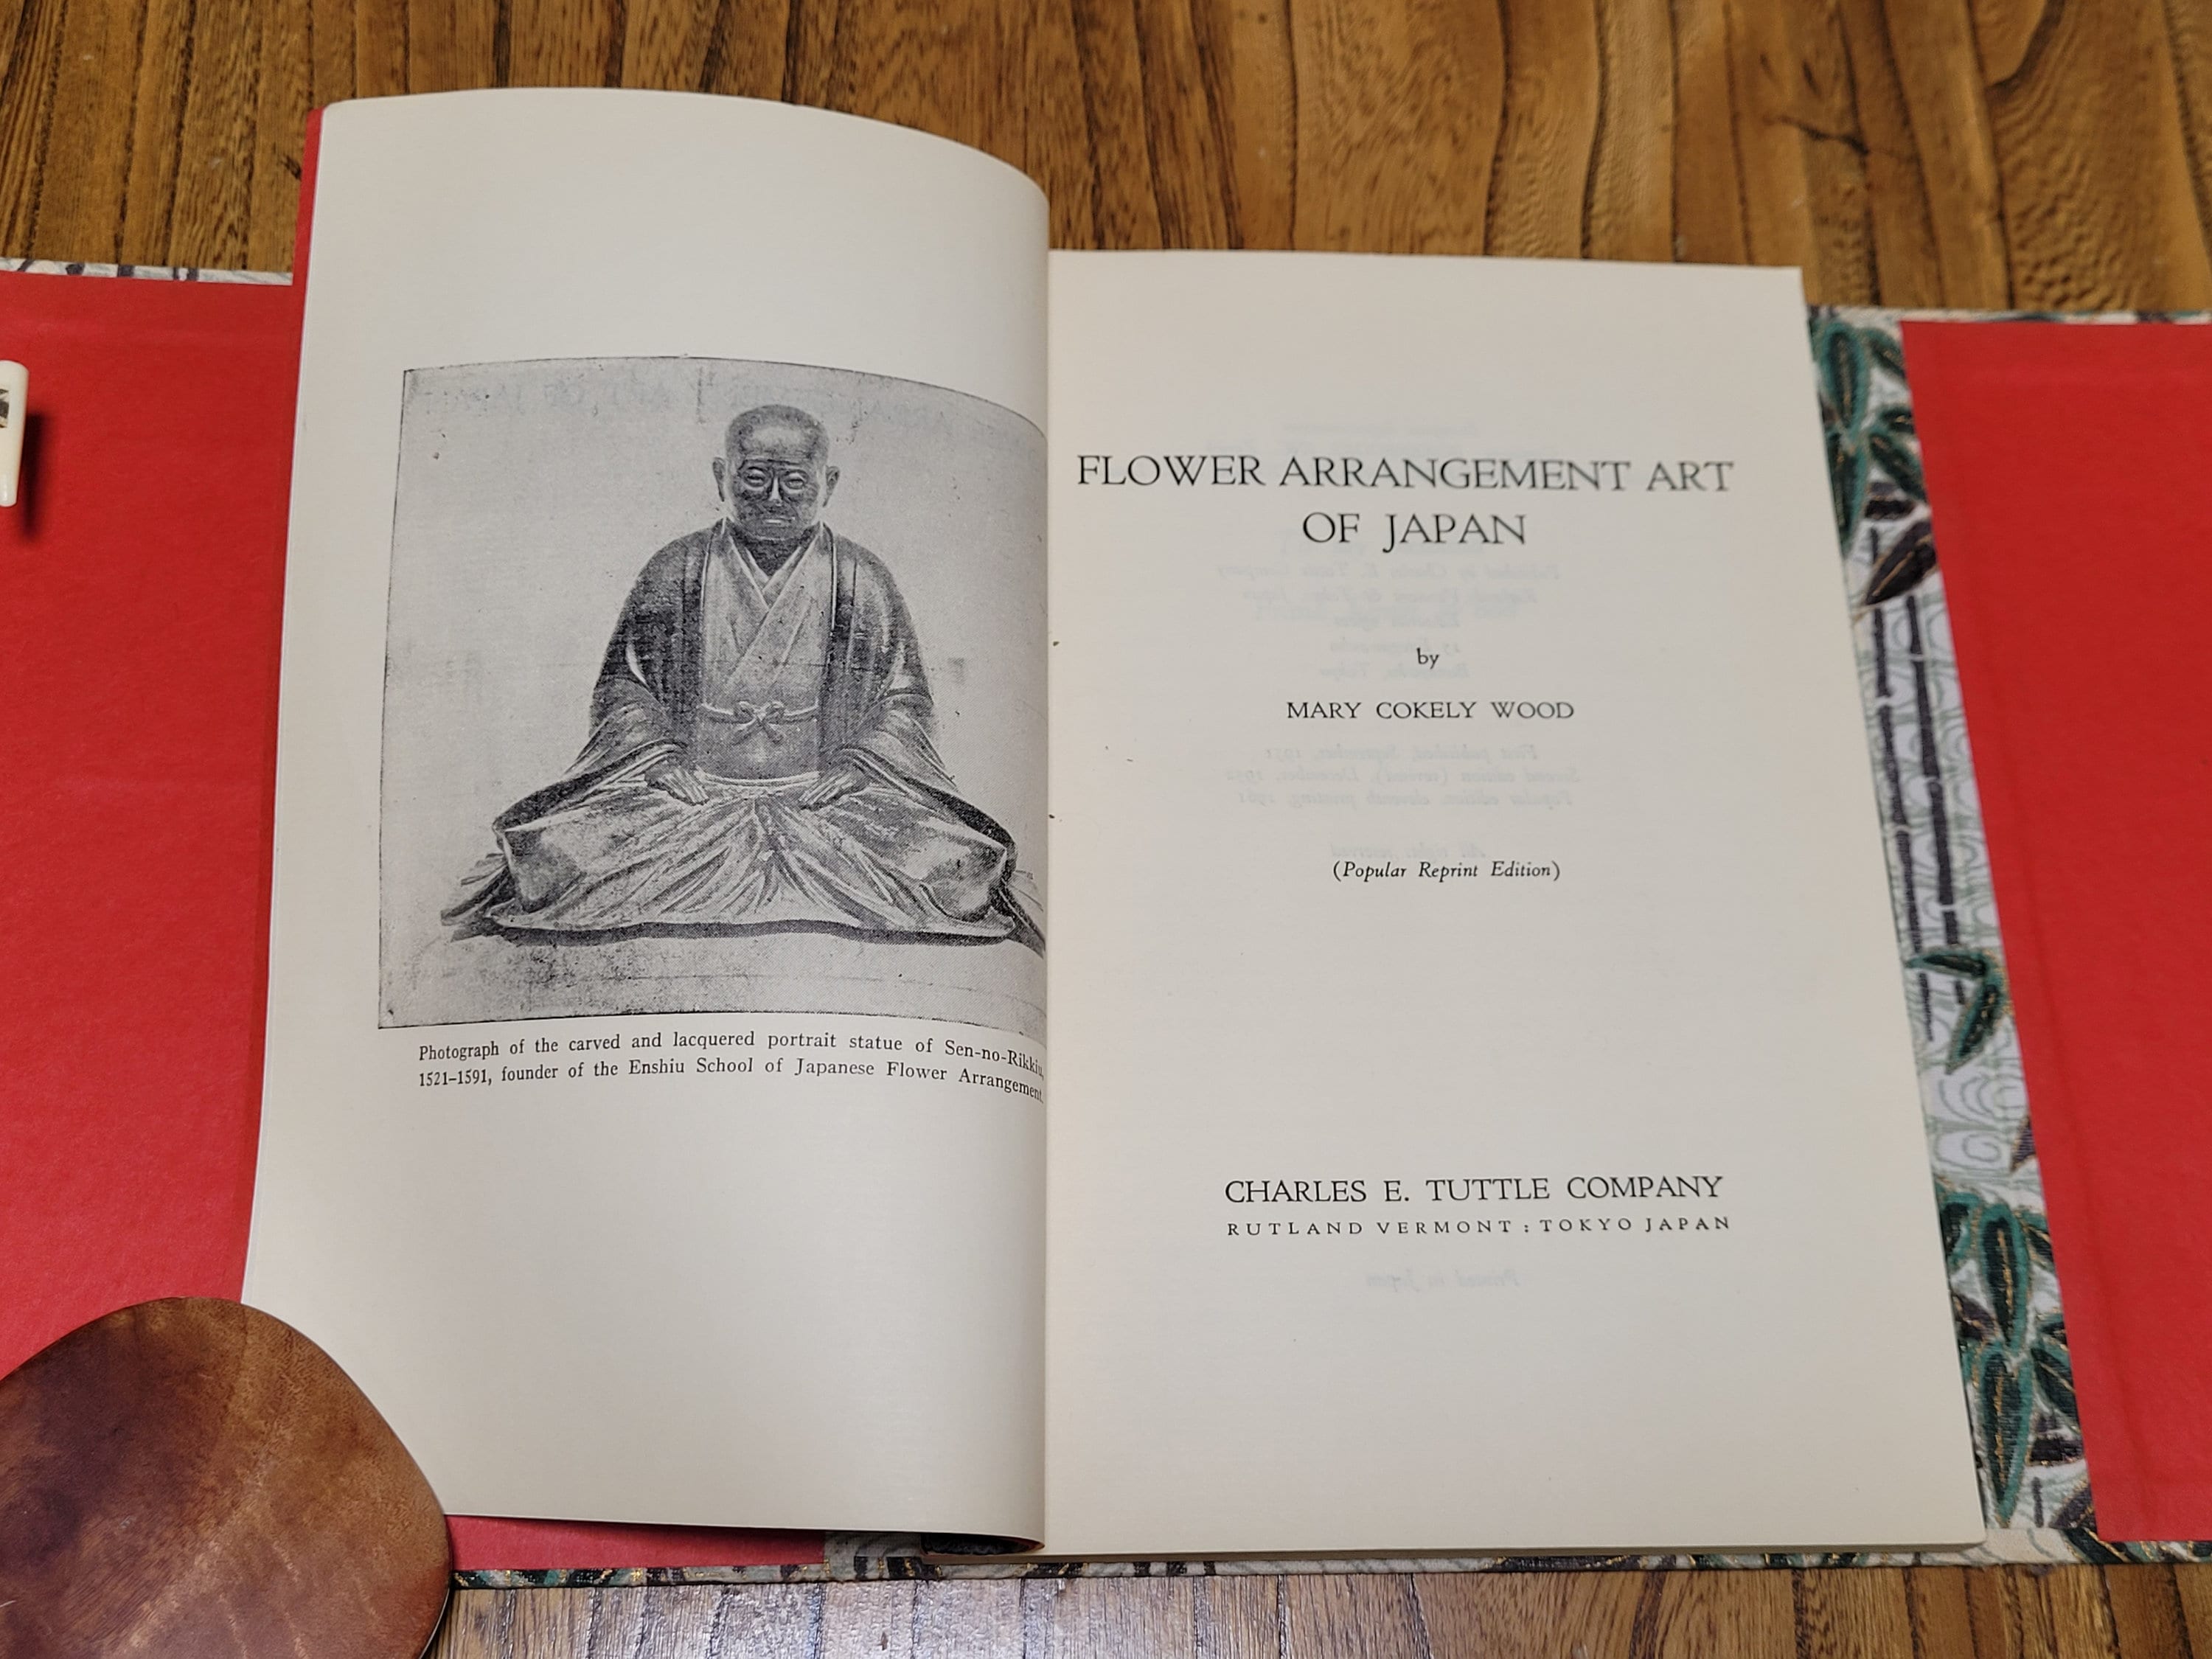 Photograph of the carved and lacquered portrait statue of Sen-no-Rikkiu,
1521–1591, founder of the Enshiu School of Japanese Flower Arrangement.
FLOWER ARRANGEMENT ART
OF JAPAN
by
MARY COKELY WOOD
(Popular Reprint Edition)
CHARLES E. TUTTLE COMPANY
RUTLAND VERMONT : TOKYO JAPAN